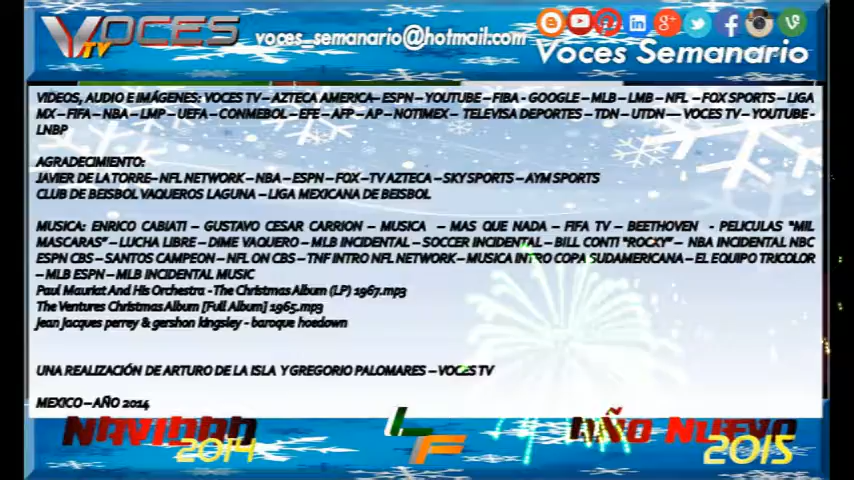 VOCES
TV
voces_semanario@hotmail.com
Voces Semanario
VIDEOS, AUDIO E IMÁGENES: VOCES TV – AZTECA AMERICA– ESPN – YOUTUBE – FIBA - GOOGLE – MLB – LMB – NFL – FOX SPORTS – LIGA
MX – FIFA – NBA – LMP – UEFA – CONMEBOL – EFE – AFP – AP – NOTIMEX – TELEVISA DEPORTES – TDN – UTDN –– VOCES TV – YOUTUBE -
LNBP
AGRADECIMIENTO:
JAVIER DE LA TORRE– NFL NETWORK – NBA – ESPN – FOX – TV AZTECA – SKY SPORTS – AYM SPORTS
CLUB DE BEISBOL VAQUEROS LAGUNA – LIGA MEXICANA DE BEISBOL
MUSICA: ENRICO CABIATI – GUSTAVO CESAR CARRION – MUSICA – MAS QUE NADA – FIFA TV – BEETHOVEN - PELICULAS "MIL
MASCARAS" – LUCHA LIBRE – DIME VAQUERO – MLB INCIDENTAL – SOCCER INCIDENTAL – BILL CONTI "ROCKY" – NBA INCIDENTAL NBC
ESPN CBS – SANTOS CAMPEON – NFL ON CBS – TNF INTRO NFL NETWORK – MUSICA INTRO COPA SUDAMERICANA – EL EQUIPO TRICOLOR
– MLB ESPN – MLB INCIDENTAL MUSIC
Paul Mauriat And His Orchestra - The Christmas Album (LP) 1967.mp3
The Ventures Christmas Album [Full Album] 1965.mp3
jean jacques perrey & gershon kingsley - baroque hoedown
UNA REALIZACIÓN DE ARTURO DE LA ISLA Y GREGORIO PALOMARES – VOCES TV
MEXICO – AÑO 2014
NAVIDAD
2014
LF
AÑO NUEVO
2015